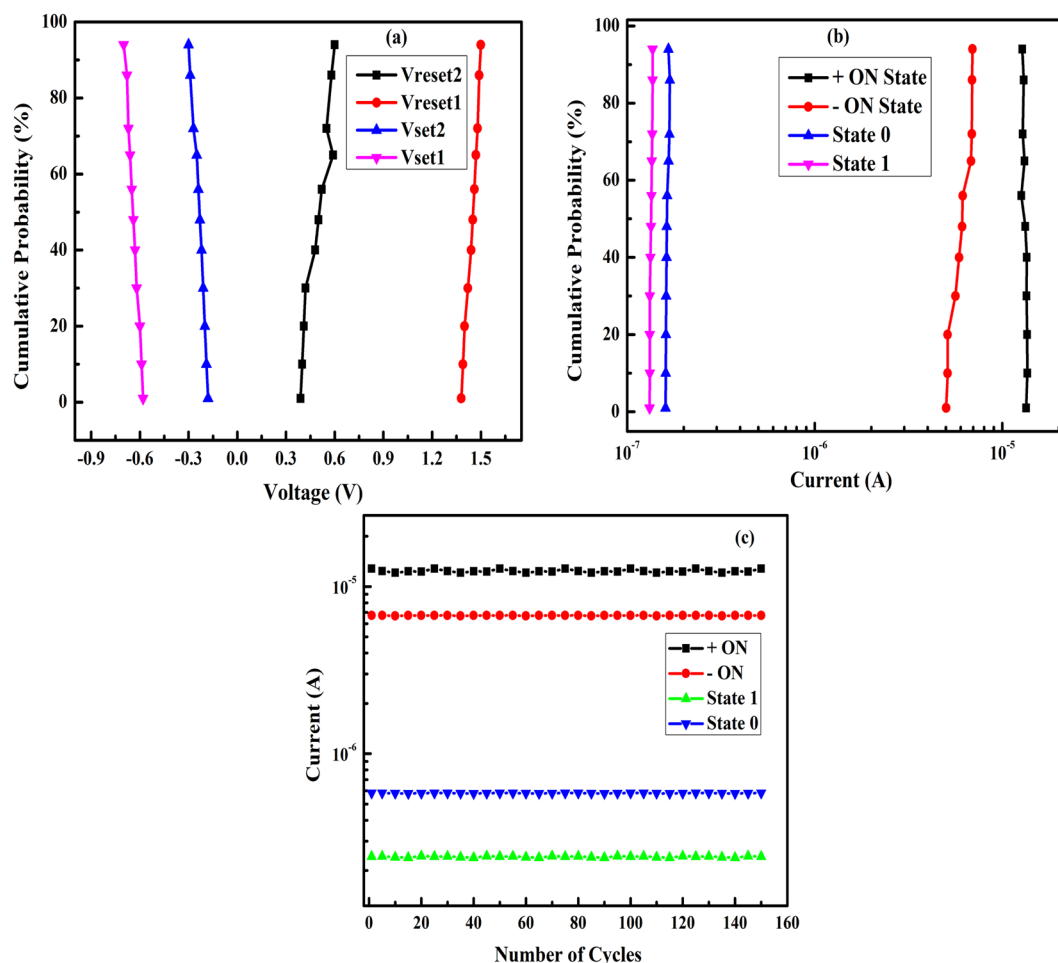 (a)
Vreset2
Vreset1
Vset2
Vset1
100
80
60
40
20
0
Cumulative Probability (%)
-0.9 -0.6 -0.3 0.0 0.3 0.6 0.9 1.2 1.5
Voltage (V)
(b)
+ ON State
- ON State
State 0
State 1
100
80
60
40
20
0
Cumulative Probability (%)
10-7 10-6 10-5
Current (A)
(c)
+ ON
- ON
State 1
State 0
10-5
10-6
Current (A)
0 20 40 60 80 100 120 140 160
Number of Cycles